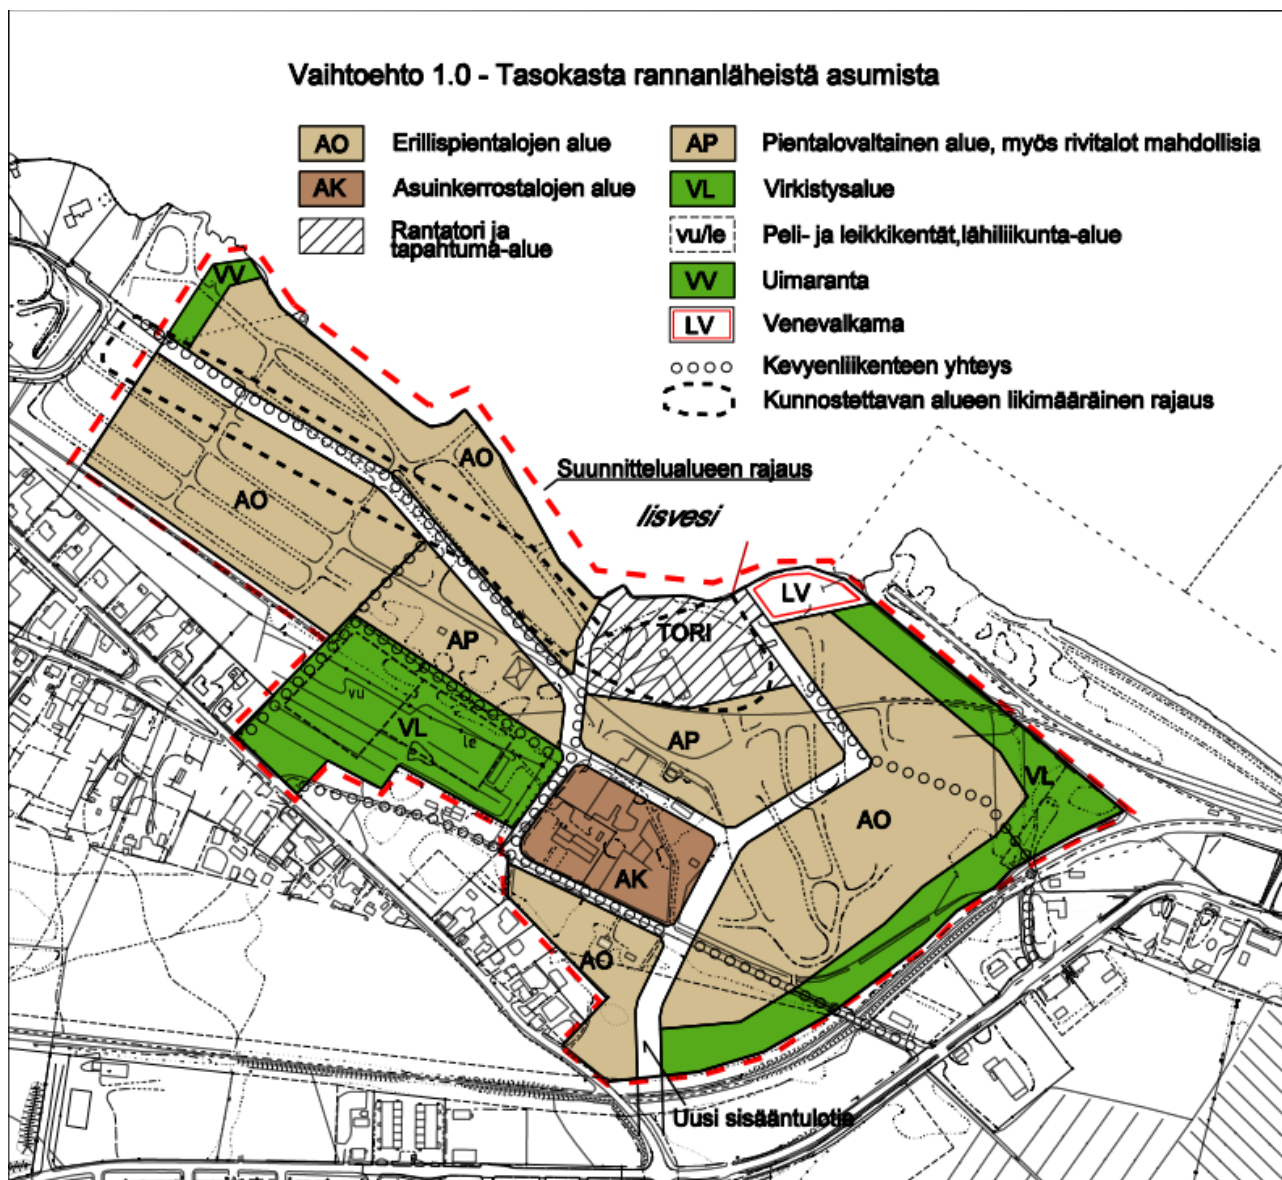 Vaihtoehto 1.0 - Tasokasta rannanläheistä asumista
AO Erillispientalojen alue
AK Asuinkerrostalojen alue
Rantatori ja
tapahtuma-alue
AP Pientalovaltainen alue, myös rivitalot mahdollisia
VL Virkistysalue
vu/le Peli- ja leikkikentät,lähiliikunta-alue
VV Uimaranta
LV Venevalkama
Kevyenliikenteen yhteys
Kunnostettavan alueen likimääräinen rajaus
VV
AO
Suunnittelualueen rajaus
AO
Iisvesi
LV
TORI
AP
vu
VL
le
AP
VL
AO
AK
AO
Uusi sisääntulotie